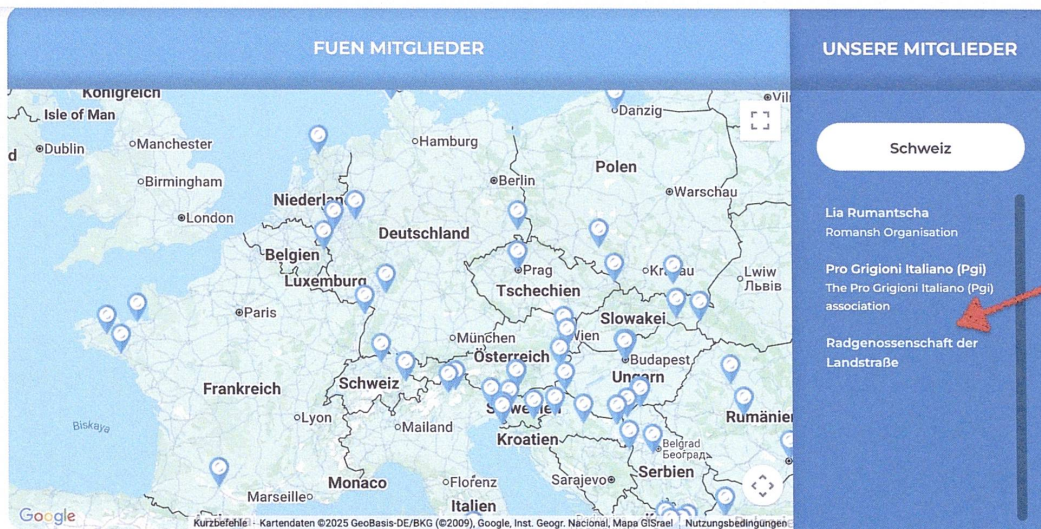 FUEN MITGLIEDER
UNSERE MITGLIEDER
Königreich
Isle of Man
Danzig
Dublin
Manchester
Hamburg
Schweiz
Polen
Birmingham
Berlin
Warschau
Niederlan
London
Lia Rumantscha
Romansh Organisation
Deutschland
Belgien
Pro Grigioni Italiano (Pgi)
The Pro Grigioni Italiano (Pgi)
association
Prag
Lwiw
Львів
Luxemburg
Tschechien
Paris
Slowakei
Wien
Radgenossenschaft der
Landstraße
München
Österreich
Budapest
Schweiz
Ungarn
Frankreich
Lyon
Mailand
Rumänien
Biskaya
Kroatien
Belgrad
Београд
Serbien
Monaco
Florenz
Sarajevo
Marseille
Italien
Google
Kurzbefehle
Kartendaten ©2025 GeoBasis-DE/BKG (©2009), Google, Inst. Geogr. Nacional, Mapa GISrael
Nutzungsbedingungen